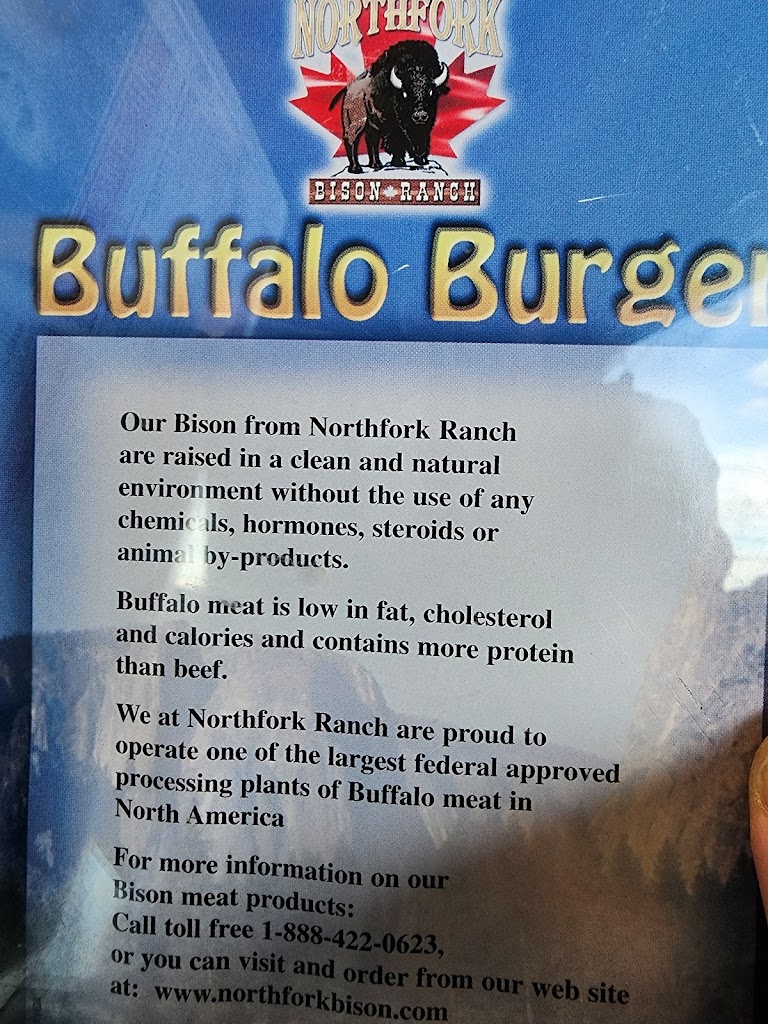 NORTHFORK
BISON RANCH
Buffalo Burger
Our Bison from Northfork Ranch
are raised in a clean and natural
environment without the use of any
chemicals, hormones, steroids or
animal by-products.
Buffalo meat is low in fat, cholesterol
and calories and contains more protein
than beef.
We at Northfork Ranch are proud to
operate one of the largest federal approved
processing plants of Buffalo meat in
North America
For more information on our
Bison meat products:
Call toll free 1-888-422-0623,
or you can visit and order from our web site
at: www.northforkbison.com